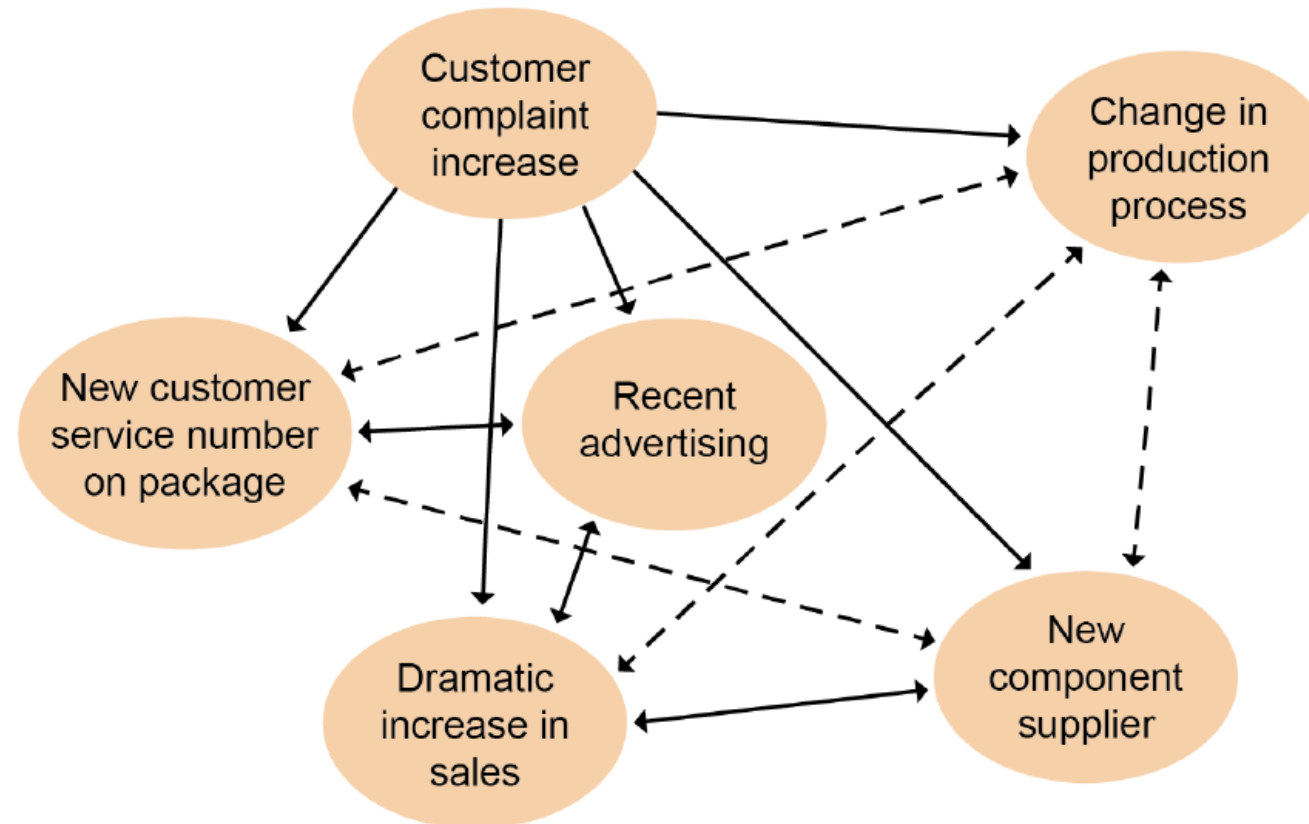 Customer
complaint
increase
Change in
production
process
New customer
service number
on package
Recent
advertising
Dramatic
increase in
sales
New
component
supplier